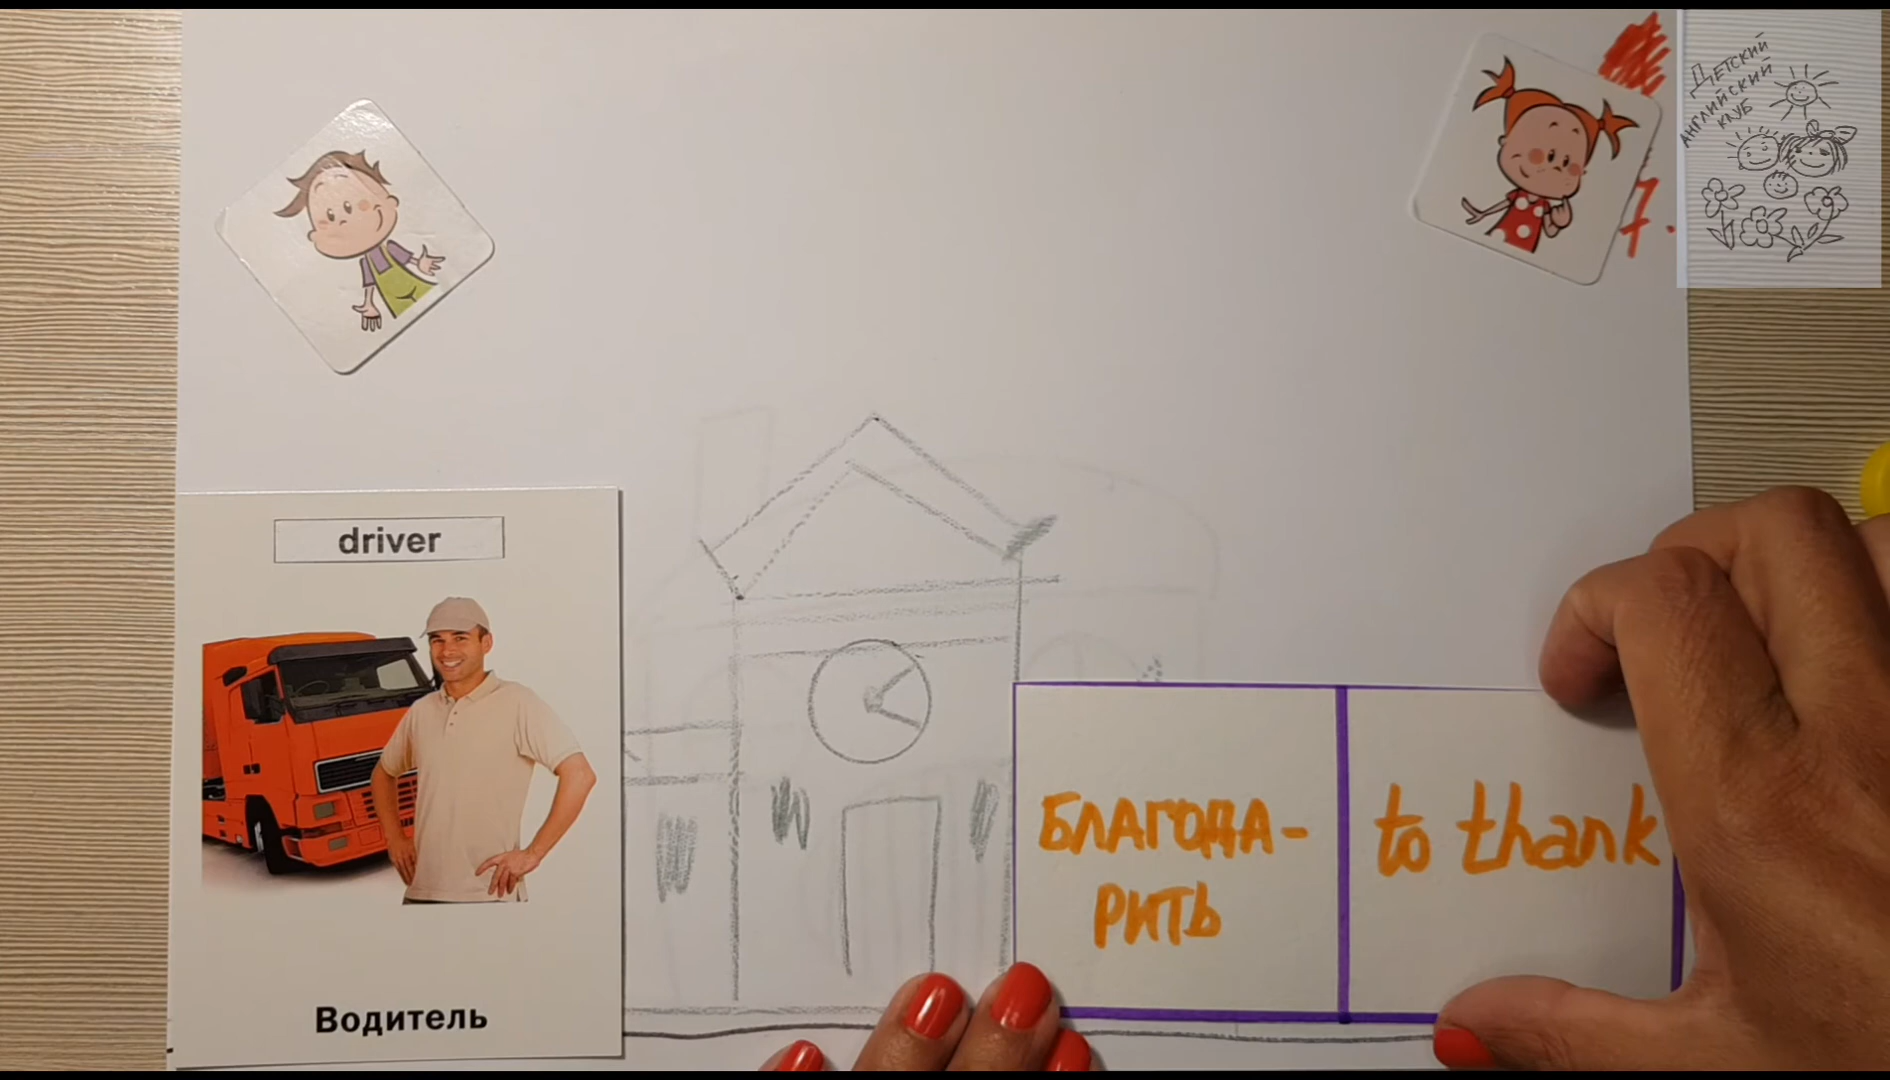 ДЕТСКИЙ
АНГЛИЙСКИЙ
КЛУБ
7.
driver
Водитель
БЛАГОДА-
РИТЬ
to thank